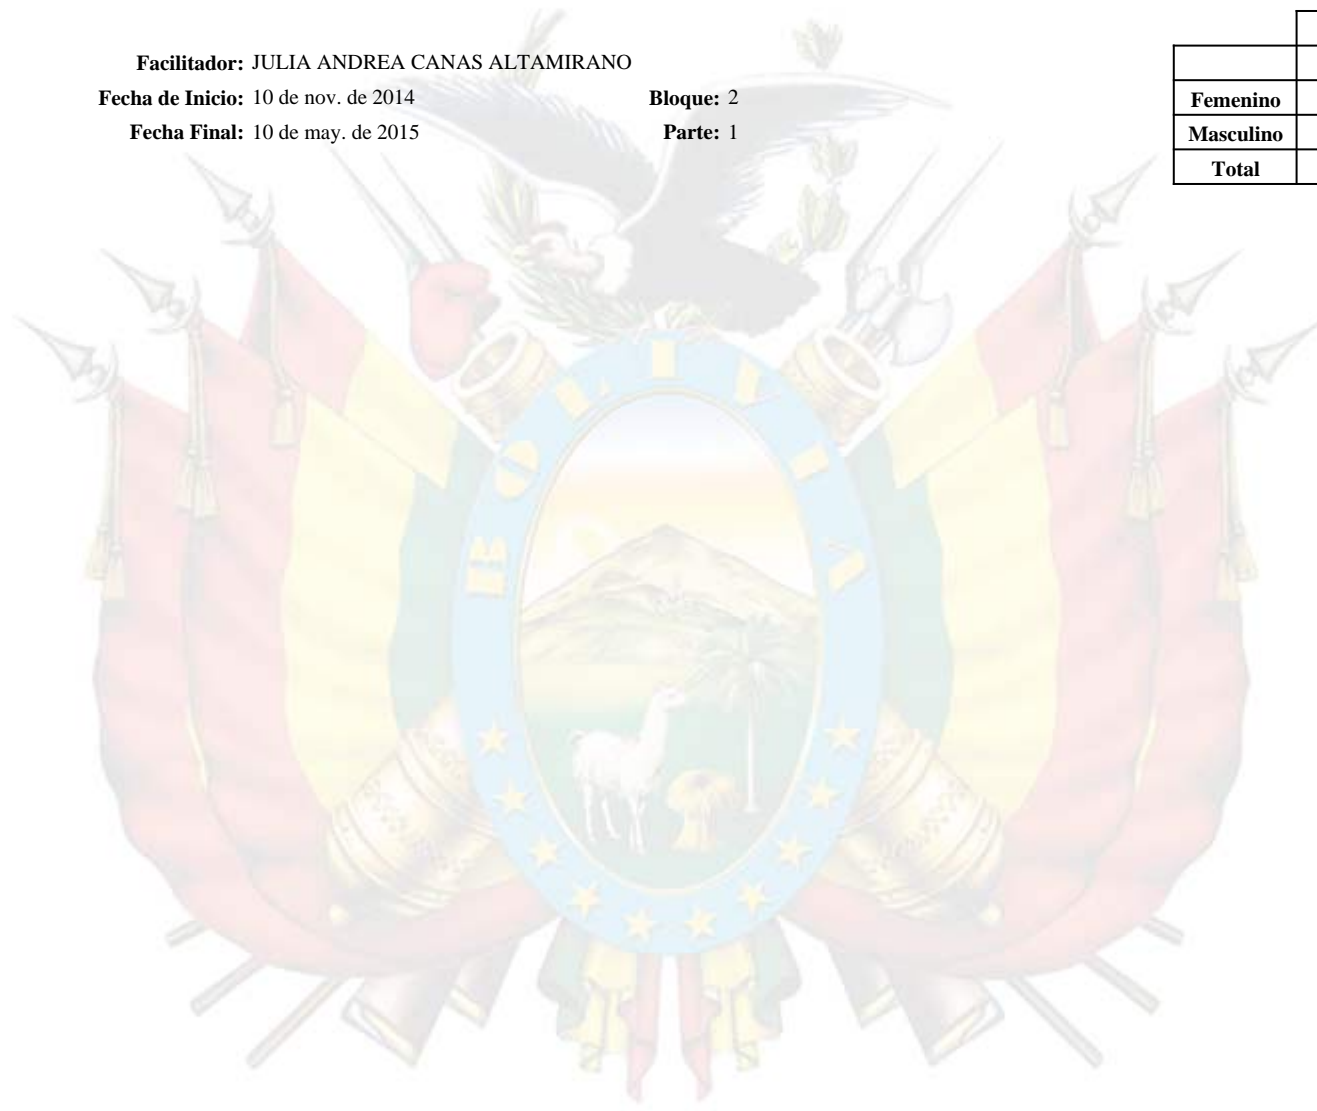 Facilitador: JULIA ANDREA CANAS ALTAMIRANO
Fecha de Inicio: 10 de nov. de 2014 Bloque: 2
Fecha Final: 10 de may. de 2015 Parte: 1
Femenino
Masculino
Total
BOLIVIA